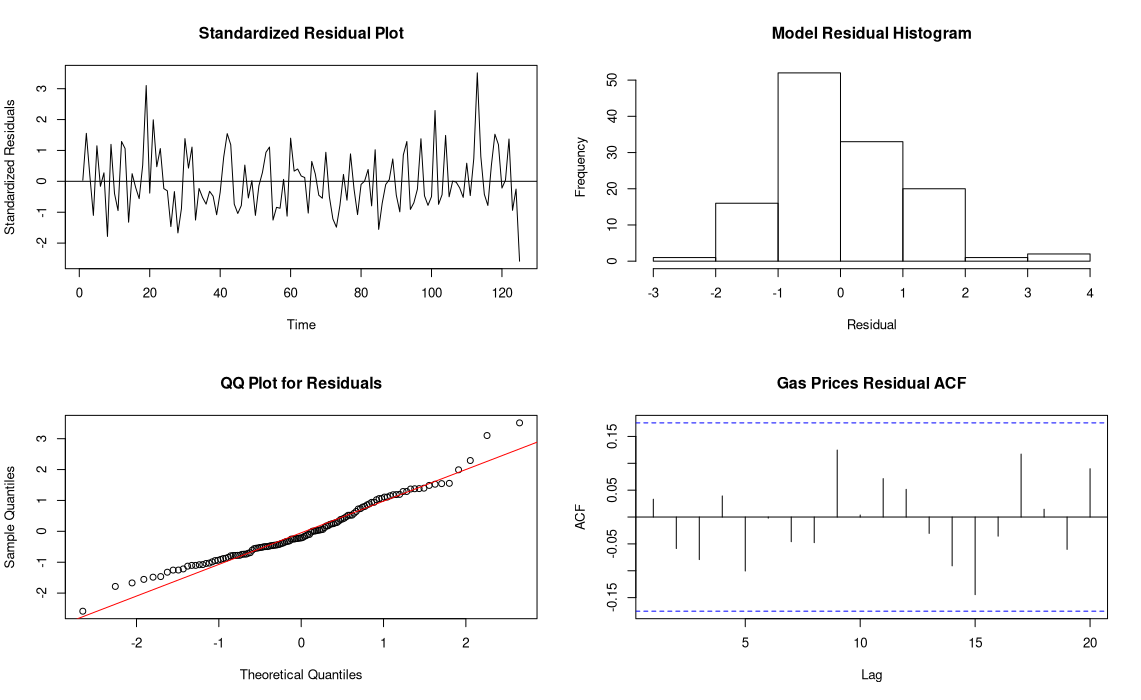 Standardized Residual Plot
Standardized Residuals
3
2
1
0
-1
-2
0 20 40 60 80 100 120
Time
Model Residual Histogram
Frequency
50
40
30
20
10
0
-3 -2 -1 0 1 2 3 4
Residual
QQ Plot for Residuals
Sample Quantiles
3
2
1
0
-1
-2
-2 -1 0 1 2
Theoretical Quantiles
Gas Prices Residual ACF
ACF
0.15
0.05
-0.05
-0.15
5 10 15 20
Lag